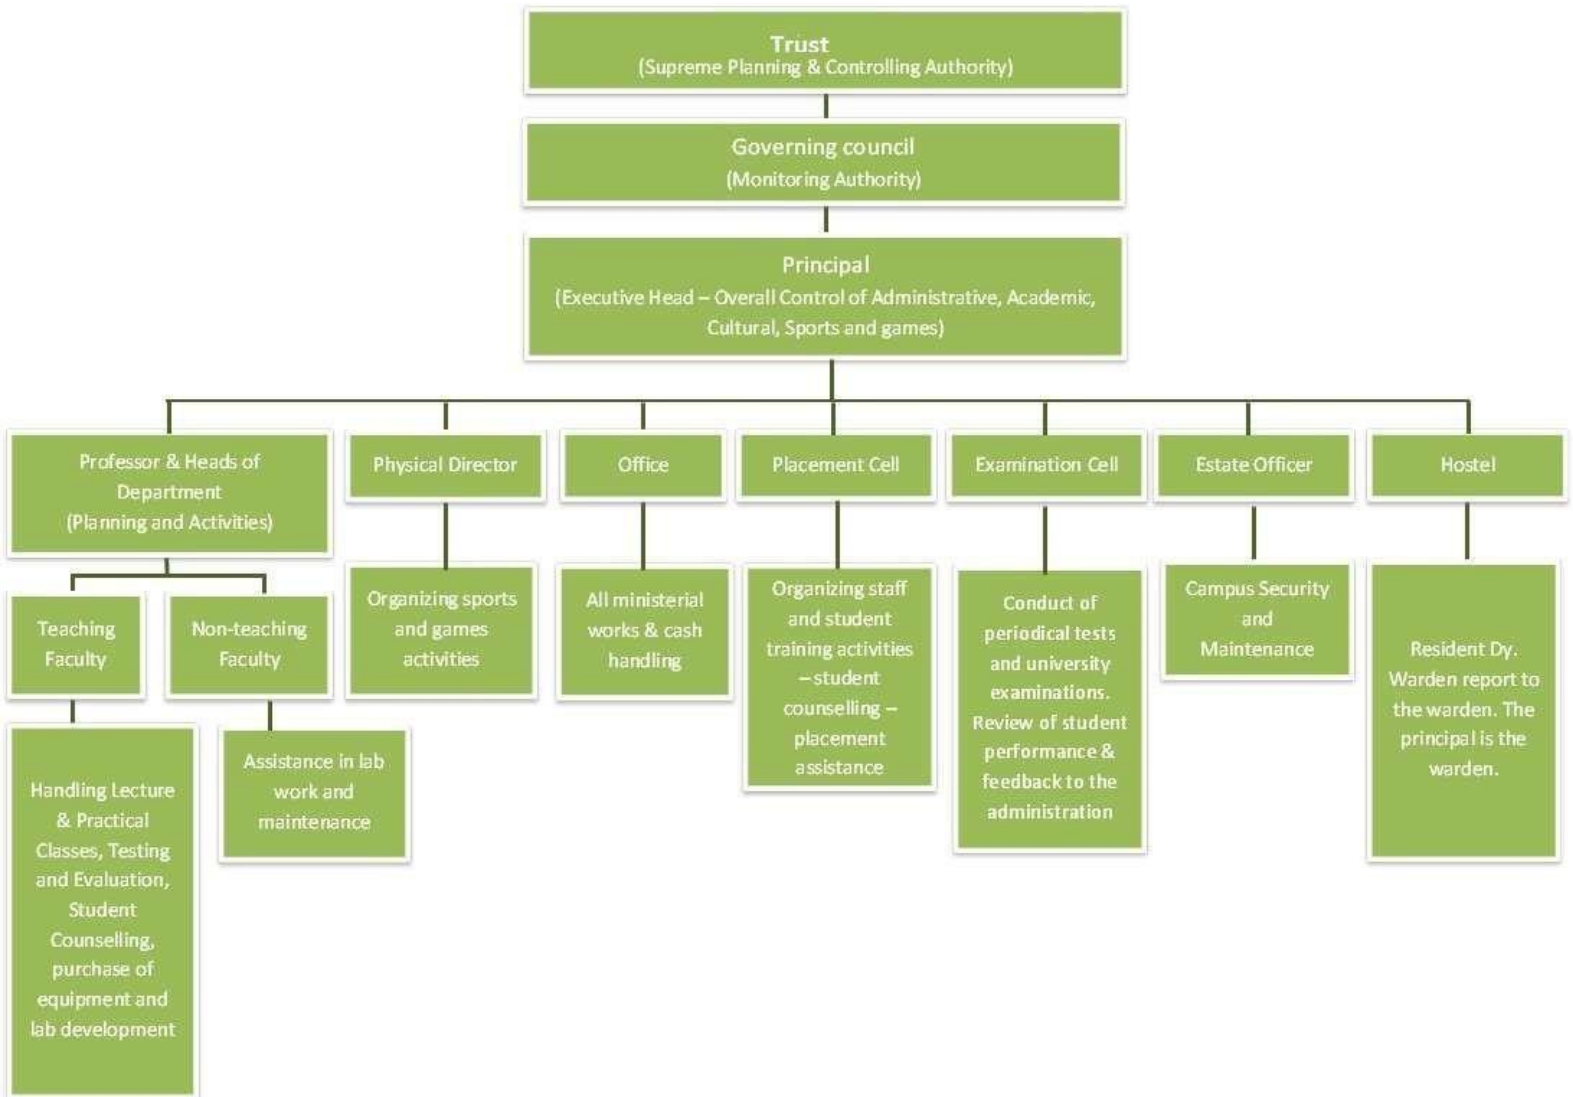 Trust
(Supreme Planning & Controlling Authority)
Governing council
(Monitoring Authority)
Principal
(Executive Head – Overall Control of Administrative, Academic,
Cultural, Sports and games)
Professor & Heads of
Department
(Planning and Activities)
Physical Director
Office
Placement Cell
Examination Cell
Estate Officer
Hostel
Teaching
Faculty
Non-teaching
Faculty
Organizing sports
and games
activities
All ministerial
works & cash
handling
Organizing staff
and student
training activities
– student
counselling –
placement
assistance
Conduct of
periodical tests
and university
examinations.
Review of student
performance &
feedback to the
administration
Campus Security
and
Maintenance
Resident Dy.
Warden report to
the warden. The
principal is the
warden.
Handling Lecture
& Practical
Classes, Testing
and Evaluation,
Student
Counselling,
purchase of
equipment and
lab development
Assistance in lab
work and
maintenance